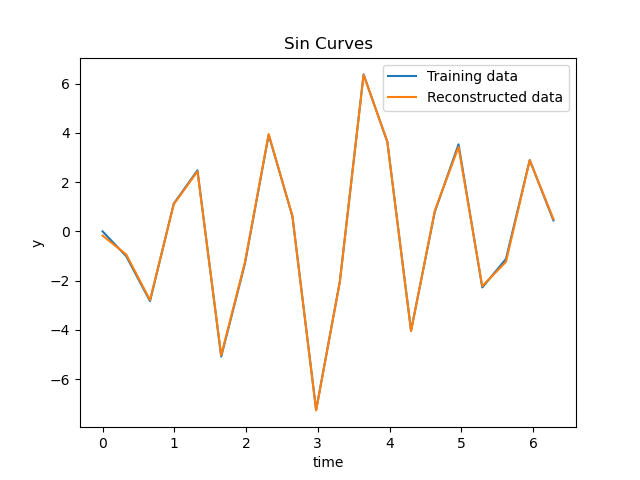 Sin Curves
Training data
Reconstructed data
6
4
2
0
−2
−4
−6
y
0 1 2 3 4 5 6
time